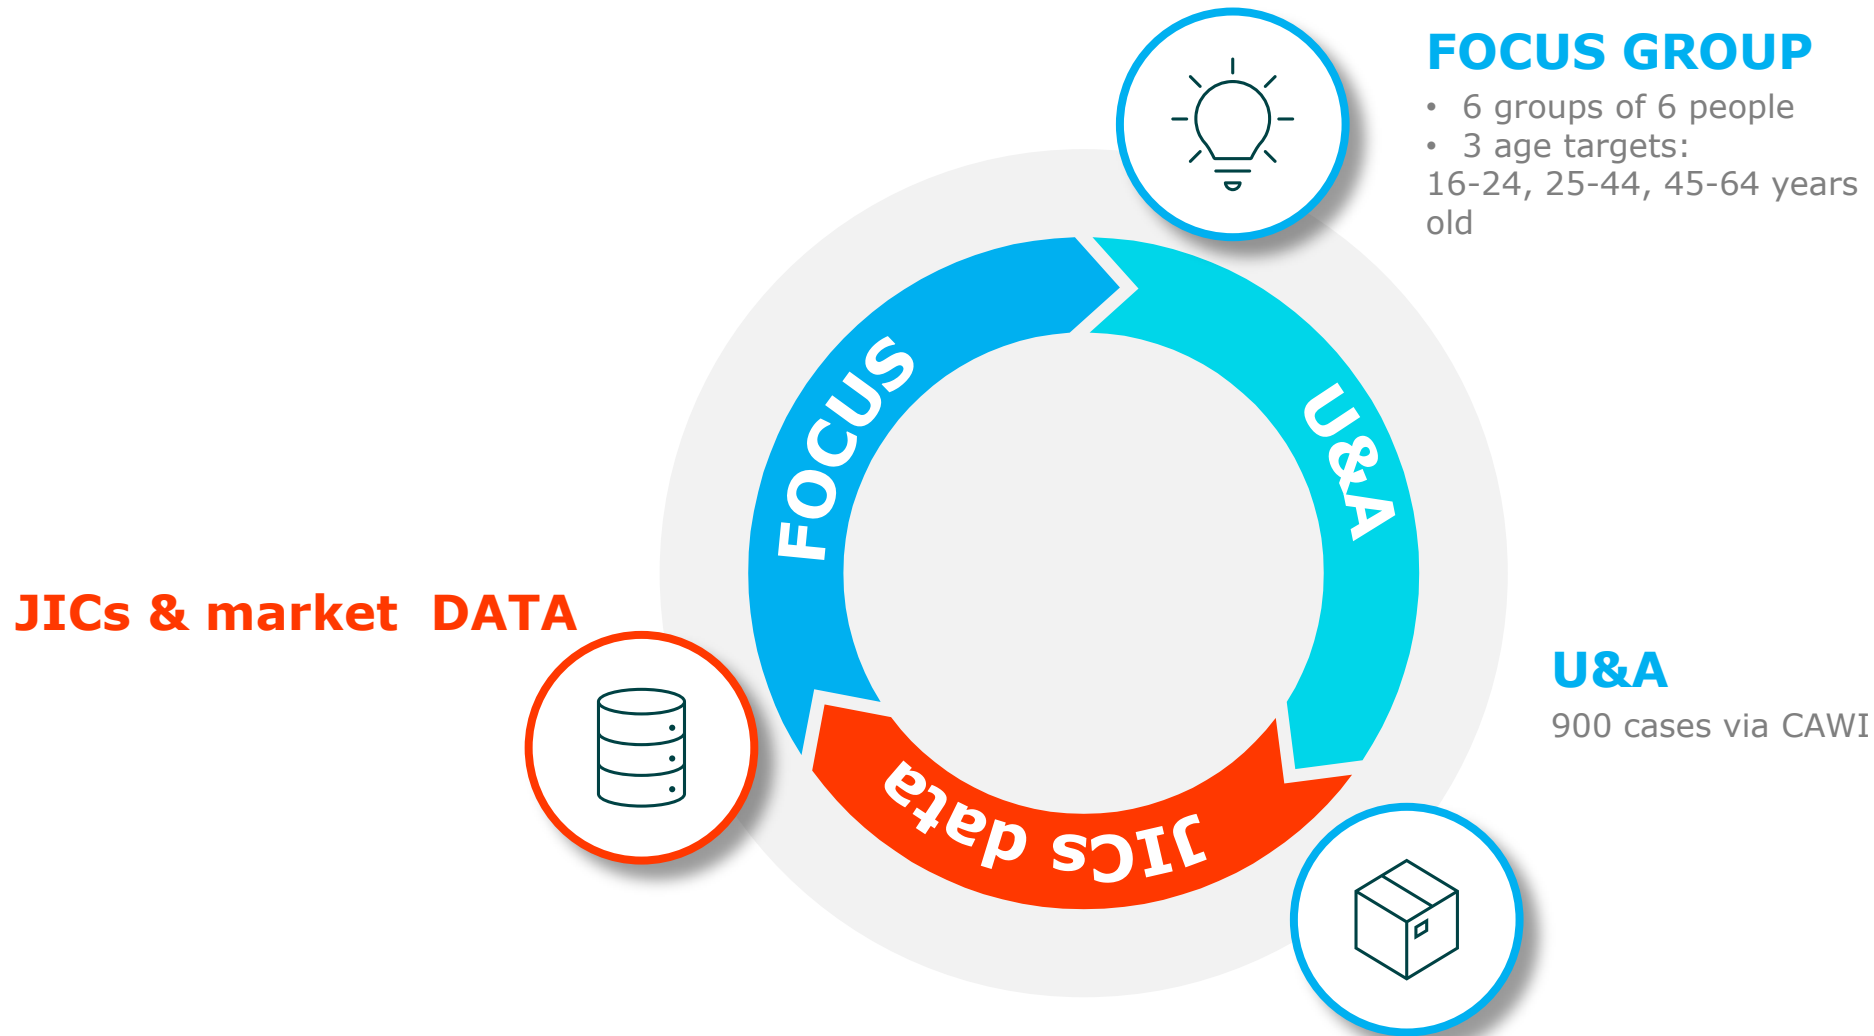 FOCUS GROUP
• 6 groups of 6 people
• 3 age targets:
16-24, 25-44, 45-64 years
old
FOCUS
U&A
JICs & market DATA
U&A
900 cases via CAWI
JICs data